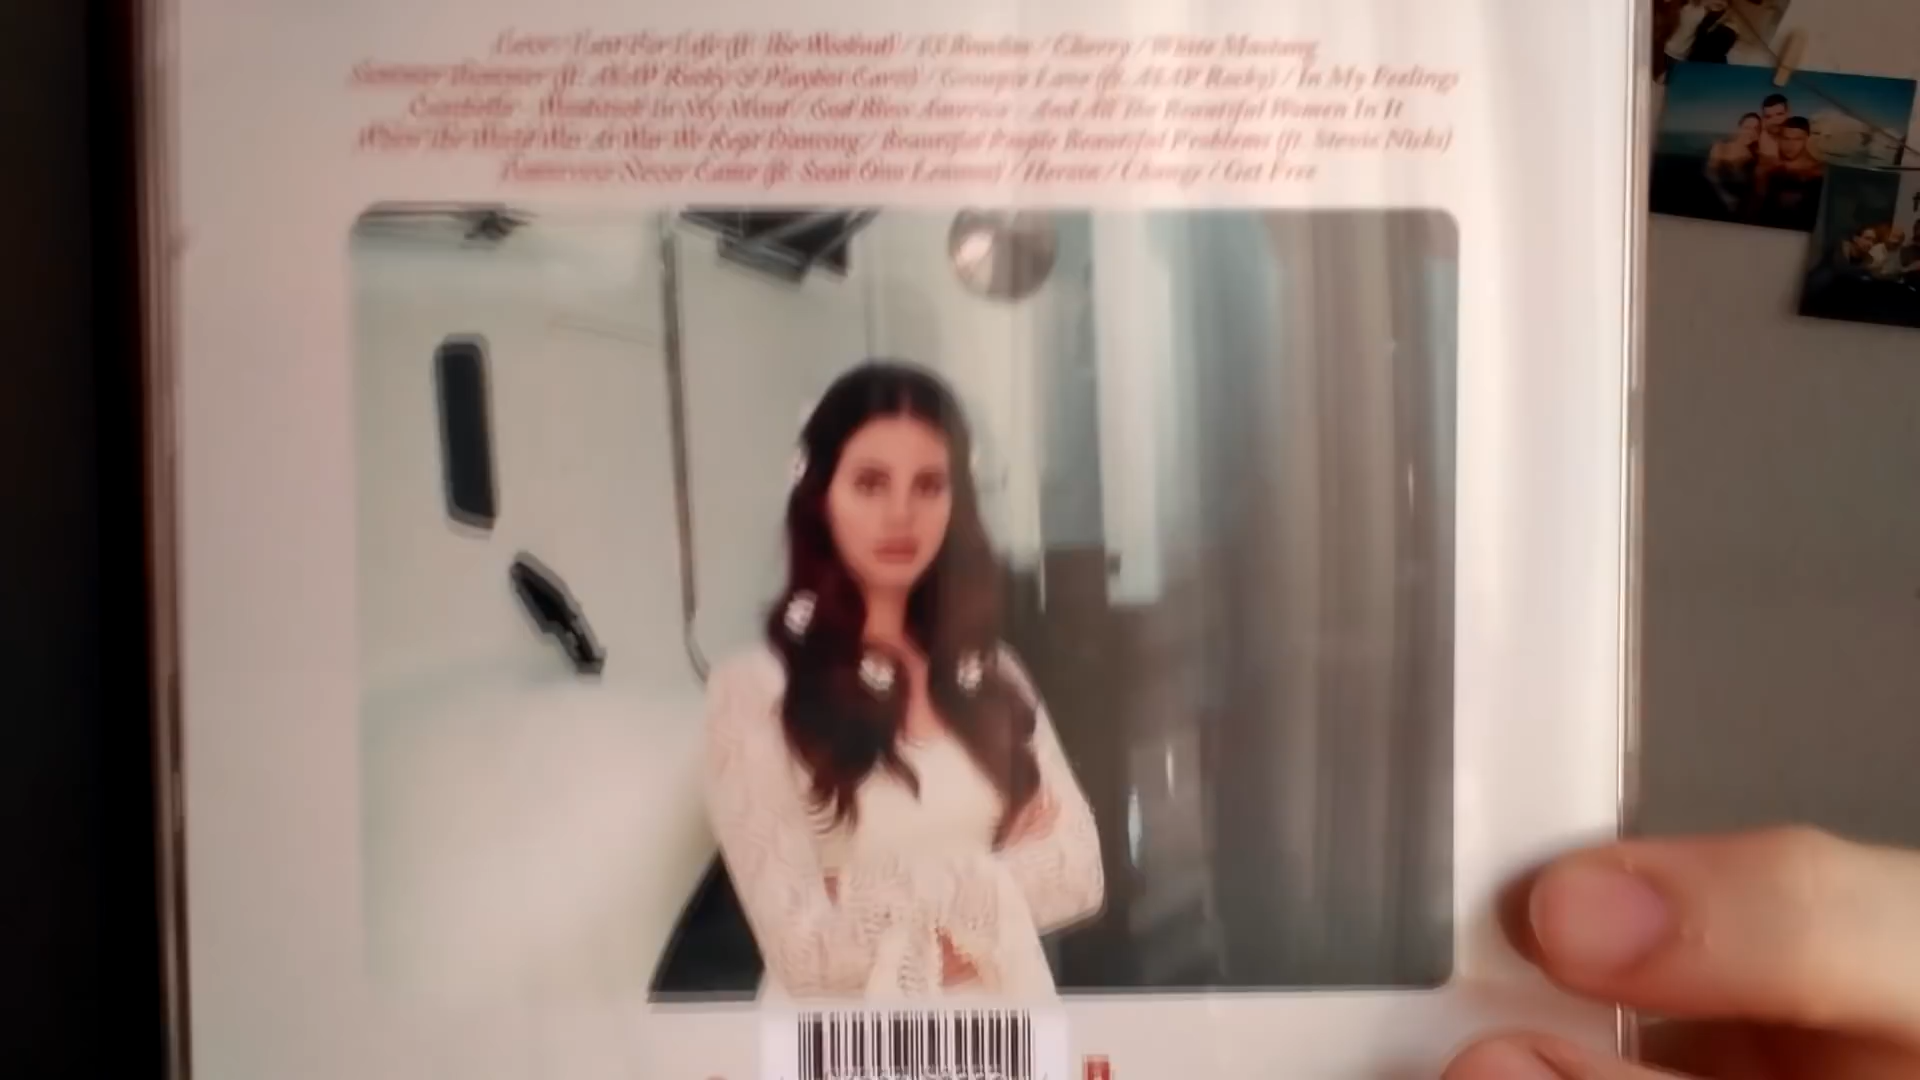 Love / Lust For Life (ft. The Weeknd) / 13 Beaches / Cherry / White Mustang
Summer Bummer (ft. A$AP Rocky & Playboi Carti) / Groupie Love (ft. A$AP Rocky) / In My Feelings
Coachella - Woodstock In My Mind / God Bless America - And All The Beautiful Women In It
When The World Was At War We Kept Dancing / Beautiful People Beautiful Problems (ft. Stevie Nicks)
Tomorrow Never Came (ft. Sean Ono Lennon) / Heroin / Change / Get Free